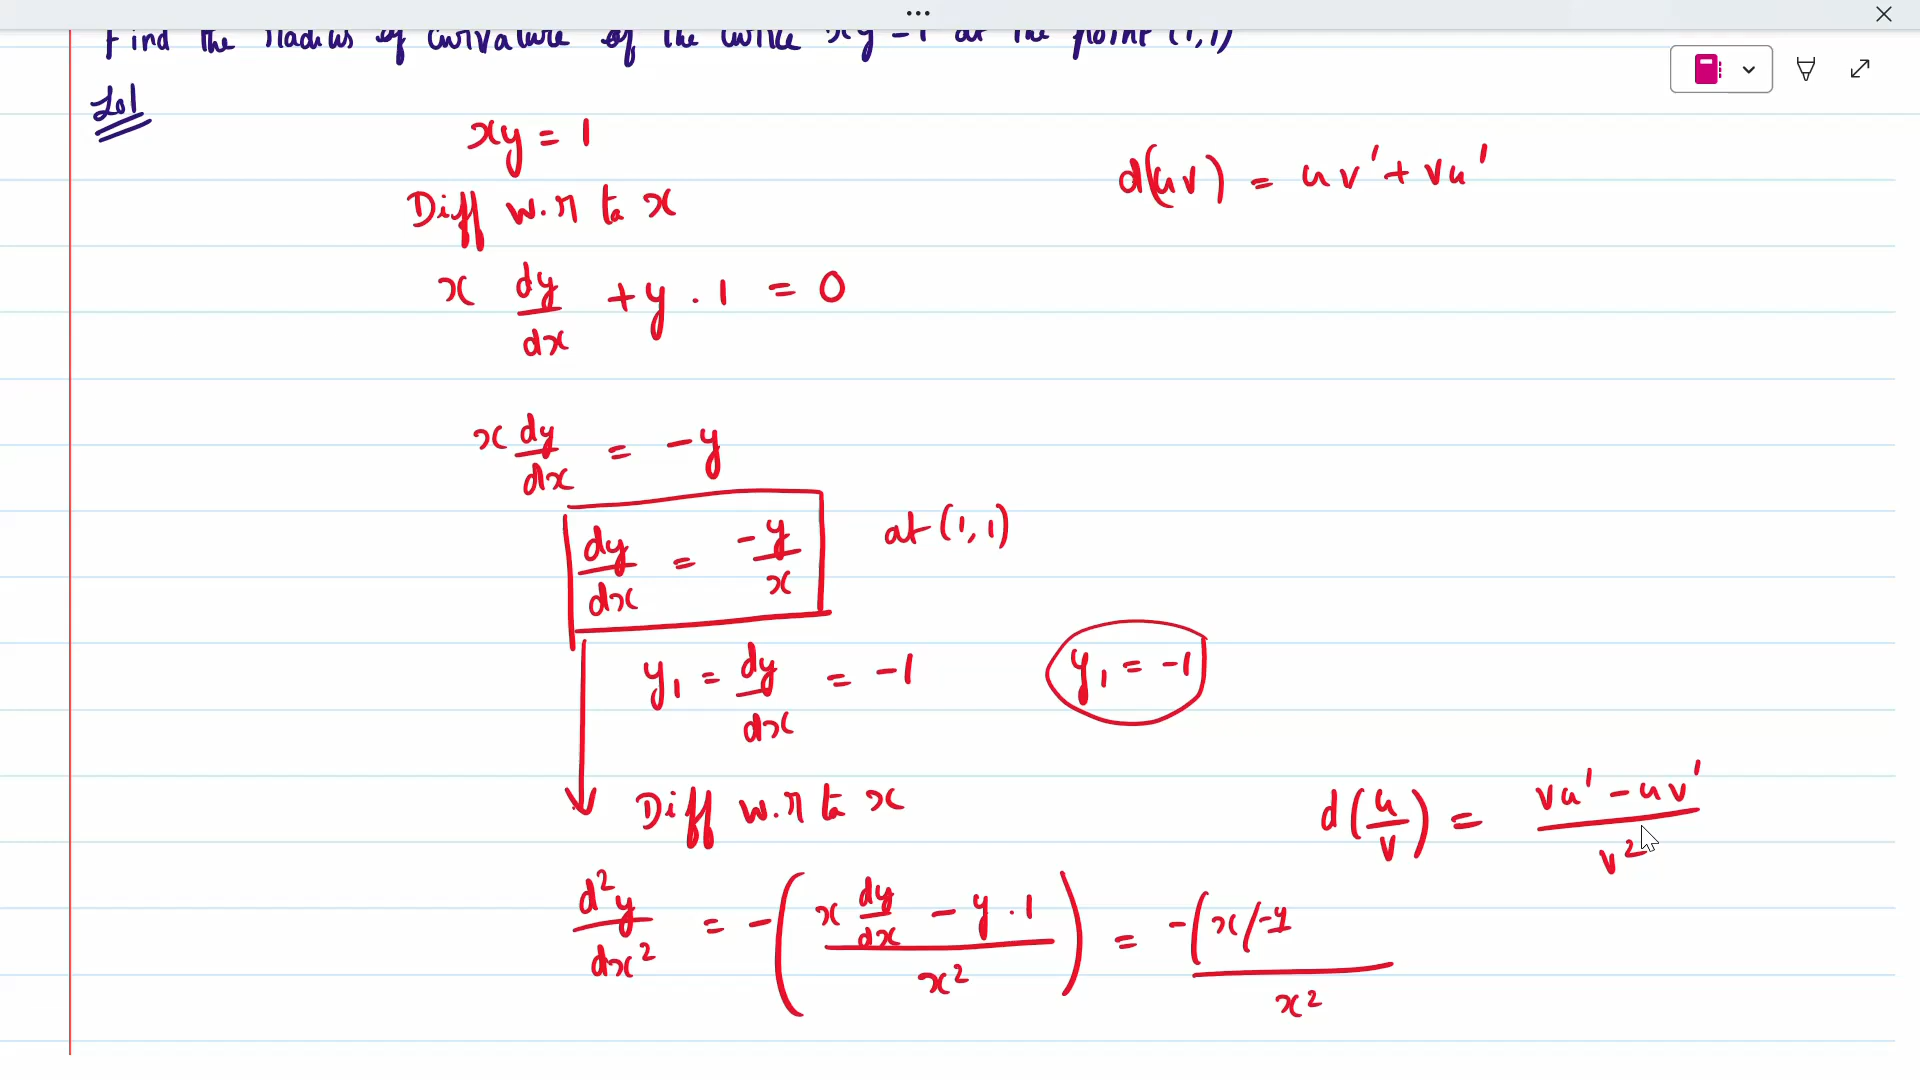 Find the radius of curvature of the curve xy = 1 at the point (1,1)
Sol
xy = 1
d(uv) = uv' + vu'
Diff w.r to x
x dy/dx + y . 1 = 0
x dy/dx = -y
dy/dx = -y/x at (1,1)
y₁ = dy/dx = -1 y₁ = -1
Diff w.r to x
d(u/v) = (vu' - uv')/v²
d²y/dx² = -((x dy/dx - y . 1)/x²) = -(x(-y/x²